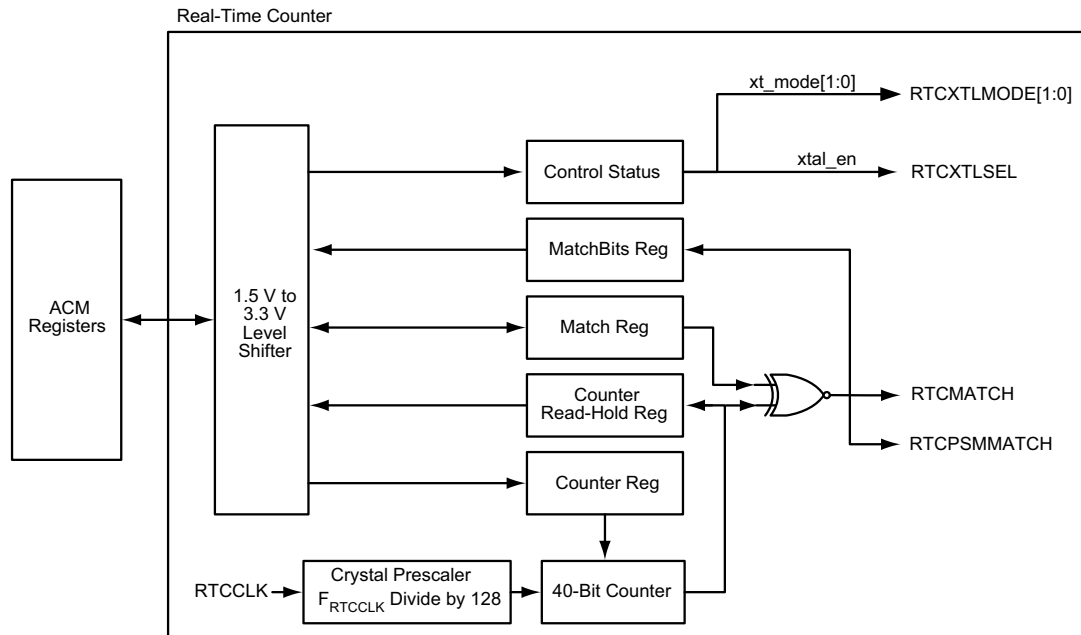 Real-Time Counter
xt_mode[1:0]
RTCXTLMODE[1:0]
Control Status
xtal_en
RTCXTLSEL
MatchBits Reg
ACM
Registers
1.5 V to
3.3 V
Level
Shifter
Match Reg
Counter
Read-Hold Reg
RTCMATCH
RTCPSMMATCH
Counter Reg
RTCCLK
Crystal Prescaler
FRTCCLK Divide by 128
40-Bit Counter